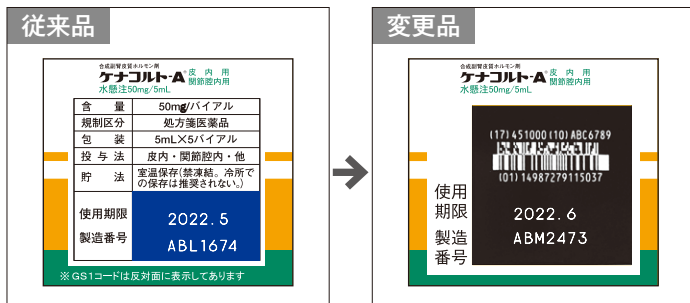 従来品
合成副腎皮質ホルモン剤
ケナコルト-A® 皮内用
関節腔内用
水懸注50mg/5mL
含 量 50mg/バイアル
規制区分 処方箋医薬品
包 装 5mL×5バイアル
投 与 法 皮内・関節腔内・他
貯 法 室温保存(禁凍結。冷所で
の保存は推奨されない。)
使用期限 2022.5
製造番号 ABL1674
※GS1コードは反対面に表示してあります
変更品
合成副腎皮質ホルモン剤
ケナコルト-A® 皮内用
関節腔内用
水懸注50mg/5mL
(17)451000(10)ABC6789
(01)14987279115037
使用
期限 2022.6
製造 ABM2473
番号